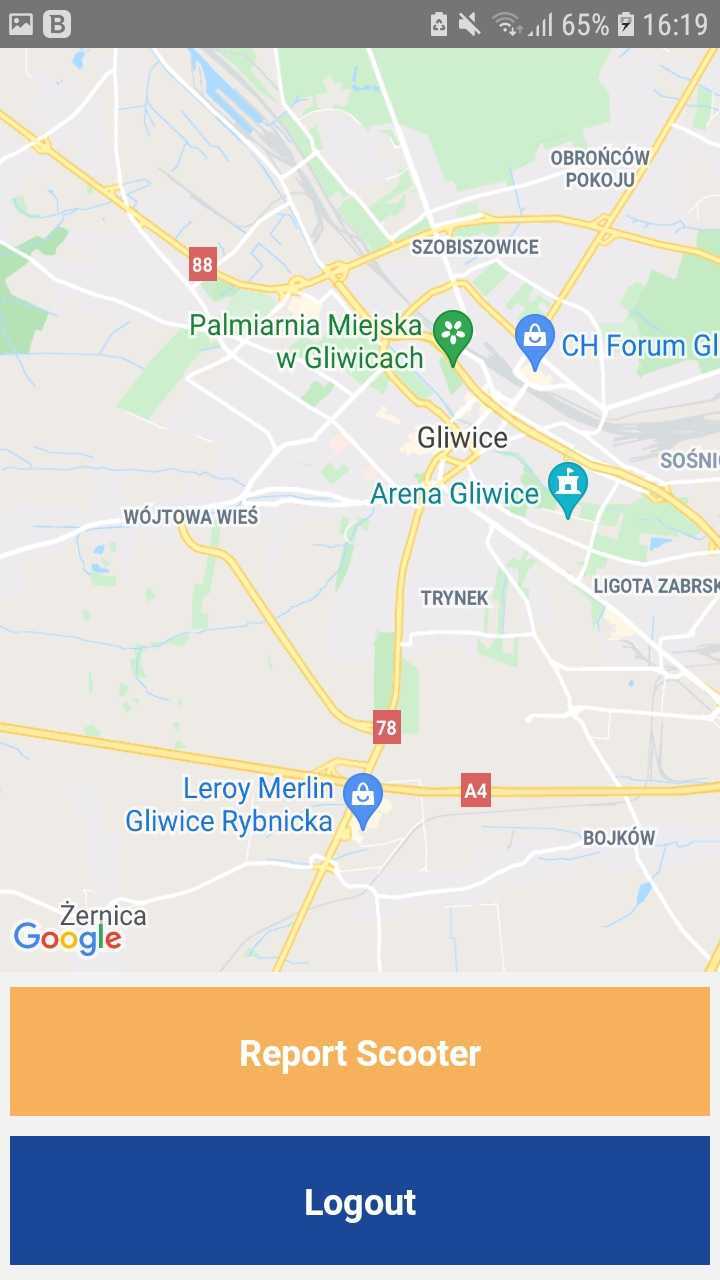 B 65% 16:19
OBROŃCÓW
POKOJU
SZOBISZOWICE
88
Palmiarnia Miejska
w Gliwicach
CH Forum Gl
Gliwice
SOŚNI
Arena Gliwice
WÓJTOWA WIEŚ
LIGOTA ZABRSK
TRYNEK
78
Leroy Merlin
Gliwice Rybnicka
A4
BOJKÓW
Żernica
Google
Report Scooter
Logout